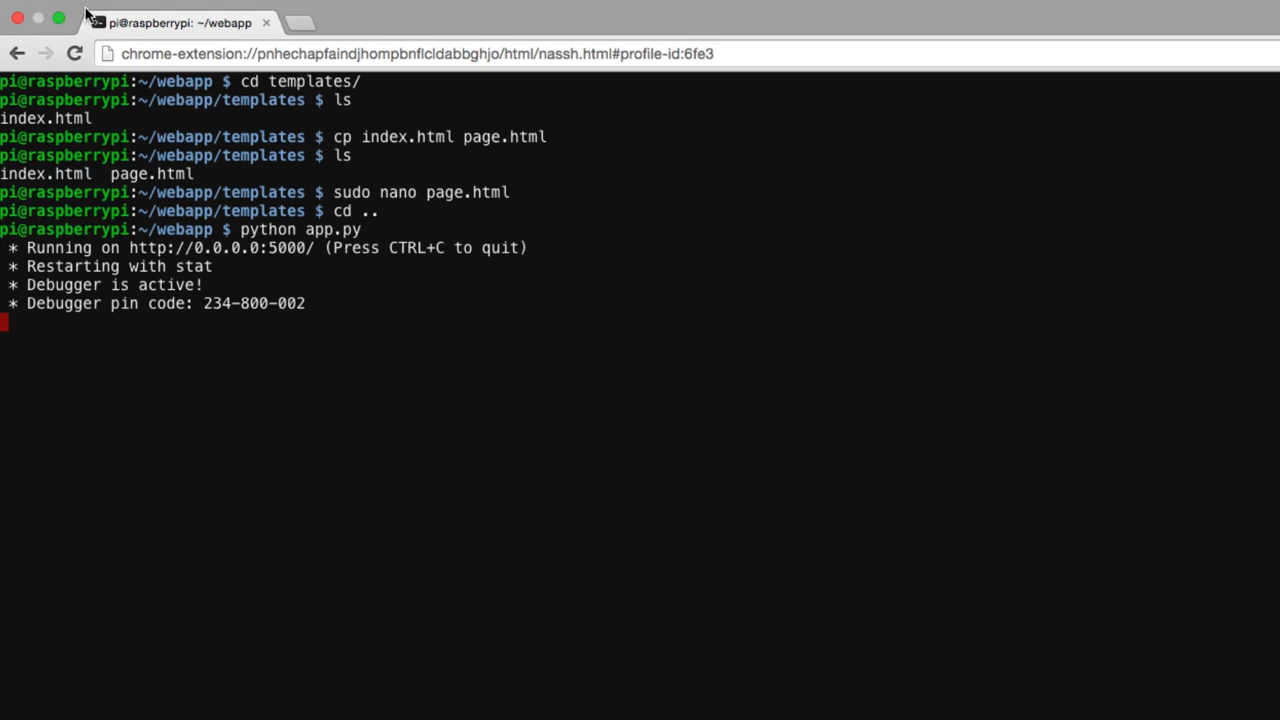 pi@raspberrypi: ~/webapp
chrome-extension://pnhechapfaindjhompbnflcldabbghjo/html/nassh.html#profile-id:6fe3
pi@raspberrypi:~/webapp $ cd templates/
pi@raspberrypi:~/webapp/templates $ ls
index.html
pi@raspberrypi:~/webapp/templates $ cp index.html page.html
pi@raspberrypi:~/webapp/templates $ ls
index.html  page.html
pi@raspberrypi:~/webapp/templates $ sudo nano page.html
pi@raspberrypi:~/webapp/templates $ cd ..
pi@raspberrypi:~/webapp $ python app.py
 * Running on http://0.0.0.0:5000/ (Press CTRL+C to quit)
 * Restarting with stat
 * Debugger is active!
 * Debugger pin code: 234-800-002